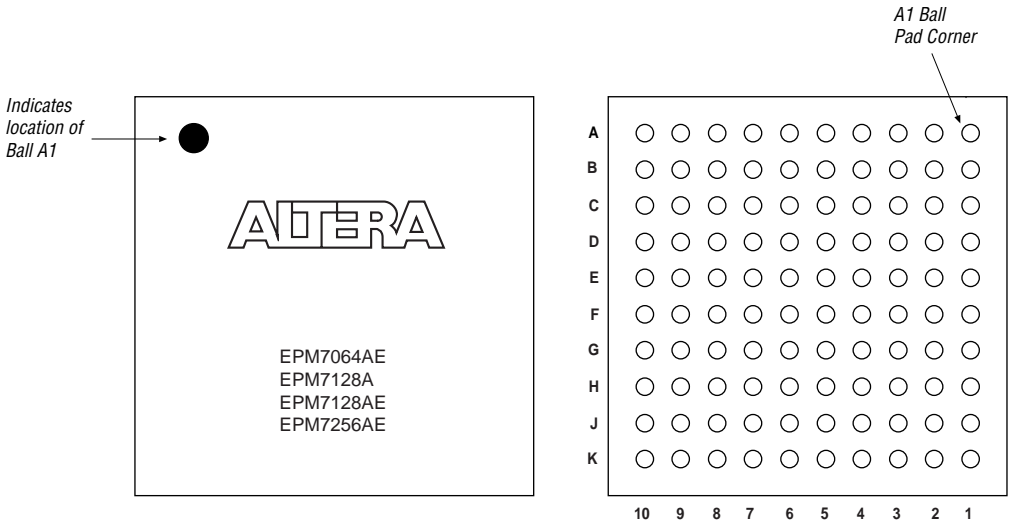 A1 Ball
Pad Corner
Indicates
location of
Ball A1
ALTERA
EPM7064AE
EPM7128A
EPM7128AE
EPM7256AE
A
B
C
D
E
F
G
H
J
K
10 9 8 7 6 5 4 3 2 1